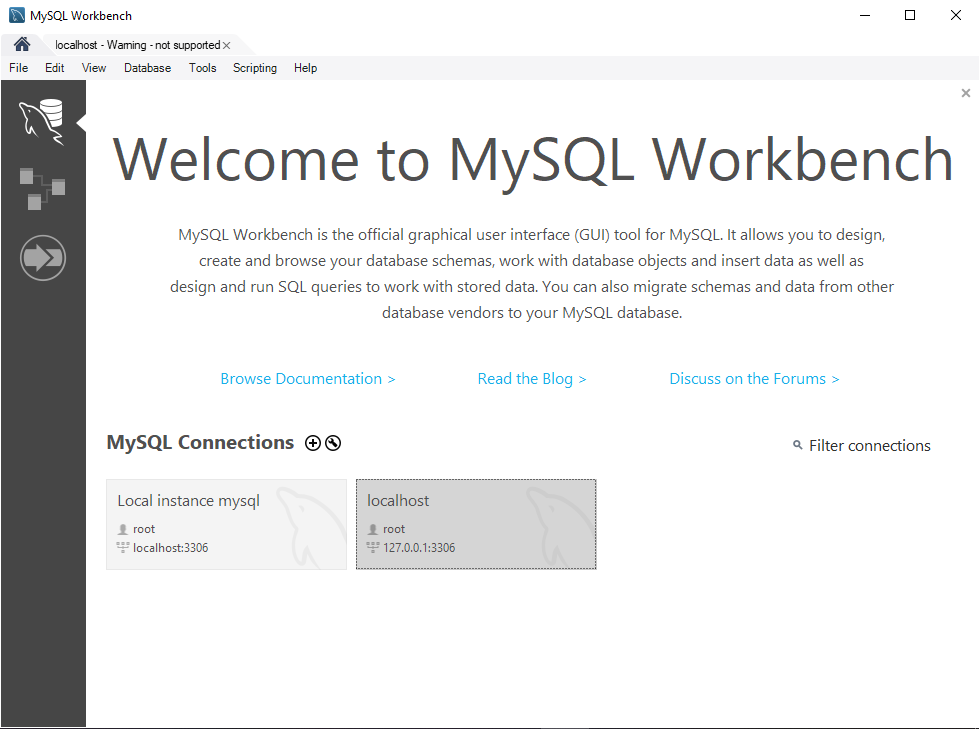 MySQL Workbench
localhost - Warning - not supported
File Edit View Database Tools Scripting Help
Welcome to MySQL Workbench
MySQL Workbench is the official graphical user interface (GUI) tool for MySQL. It allows you to design,
create and browse your database schemas, work with database objects and insert data as well as
design and run SQL queries to work with stored data. You can also migrate schemas and data from other
database vendors to your MySQL database.
Browse Documentation > Read the Blog > Discuss on the Forums >
MySQL Connections
Filter connections
Local instance mysql
root
localhost:3306
localhost
root
127.0.0.1:3306